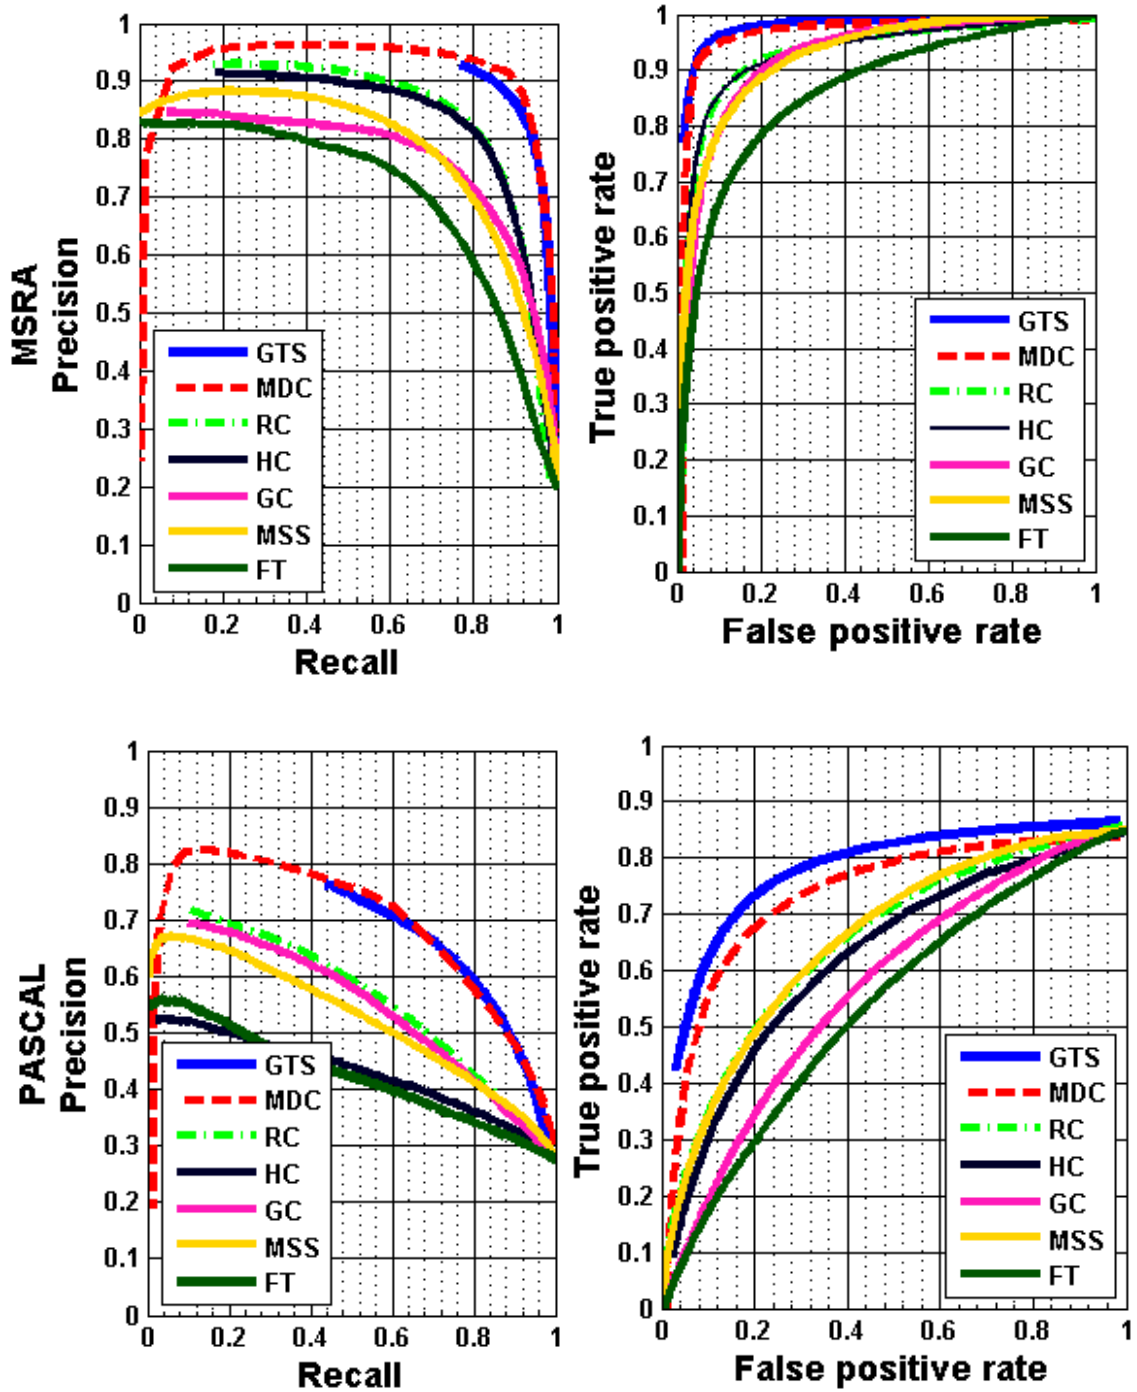 1
0.9
0.8
0.7
0.6
0.5
0.4
0.3
0.2
0.1
0
0 0.2 0.4 0.6 0.8 1
MSRA
Precision
Recall
GTS
MDC
RC
HC
GC
MSS
FT
1
0.9
0.8
0.7
0.6
0.5
0.4
0.3
0.2
0.1
0
0 0.2 0.4 0.6 0.8 1
True positive rate
False positive rate
GTS
MDC
RC
HC
GC
MSS
FT
1
0.9
0.8
0.7
0.6
0.5
0.4
0.3
0.2
0.1
0
0 0.2 0.4 0.6 0.8 1
PASCAL
Precision
Recall
GTS
MDC
RC
HC
GC
MSS
FT
1
0.9
0.8
0.7
0.6
0.5
0.4
0.3
0.2
0.1
0
0 0.2 0.4 0.6 0.8 1
True positive rate
False positive rate
GTS
MDC
RC
HC
GC
MSS
FT